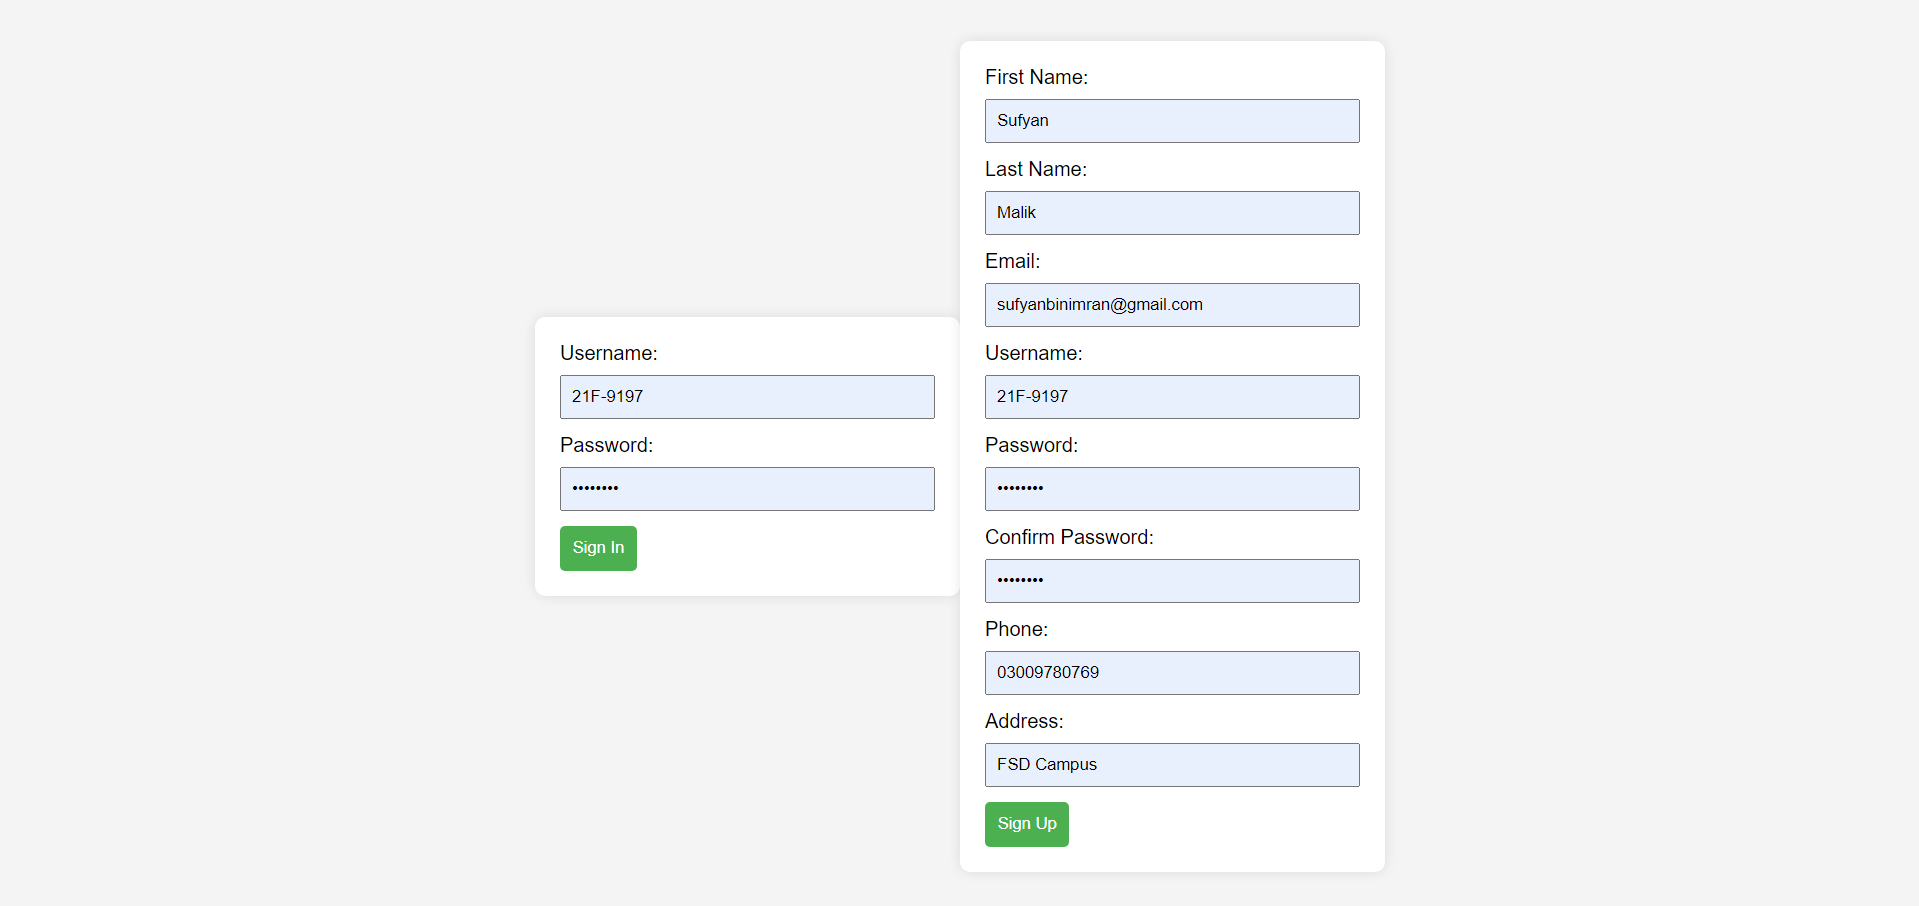 Username:
21F-9197
Password:
••••••••
Sign In
First Name:
Sufyan
Last Name:
Malik
Email:
sufyanbinimran@gmail.com
Username:
21F-9197
Password:
••••••••
Confirm Password:
••••••••
Phone:
03009780769
Address:
FSD Campus
Sign Up